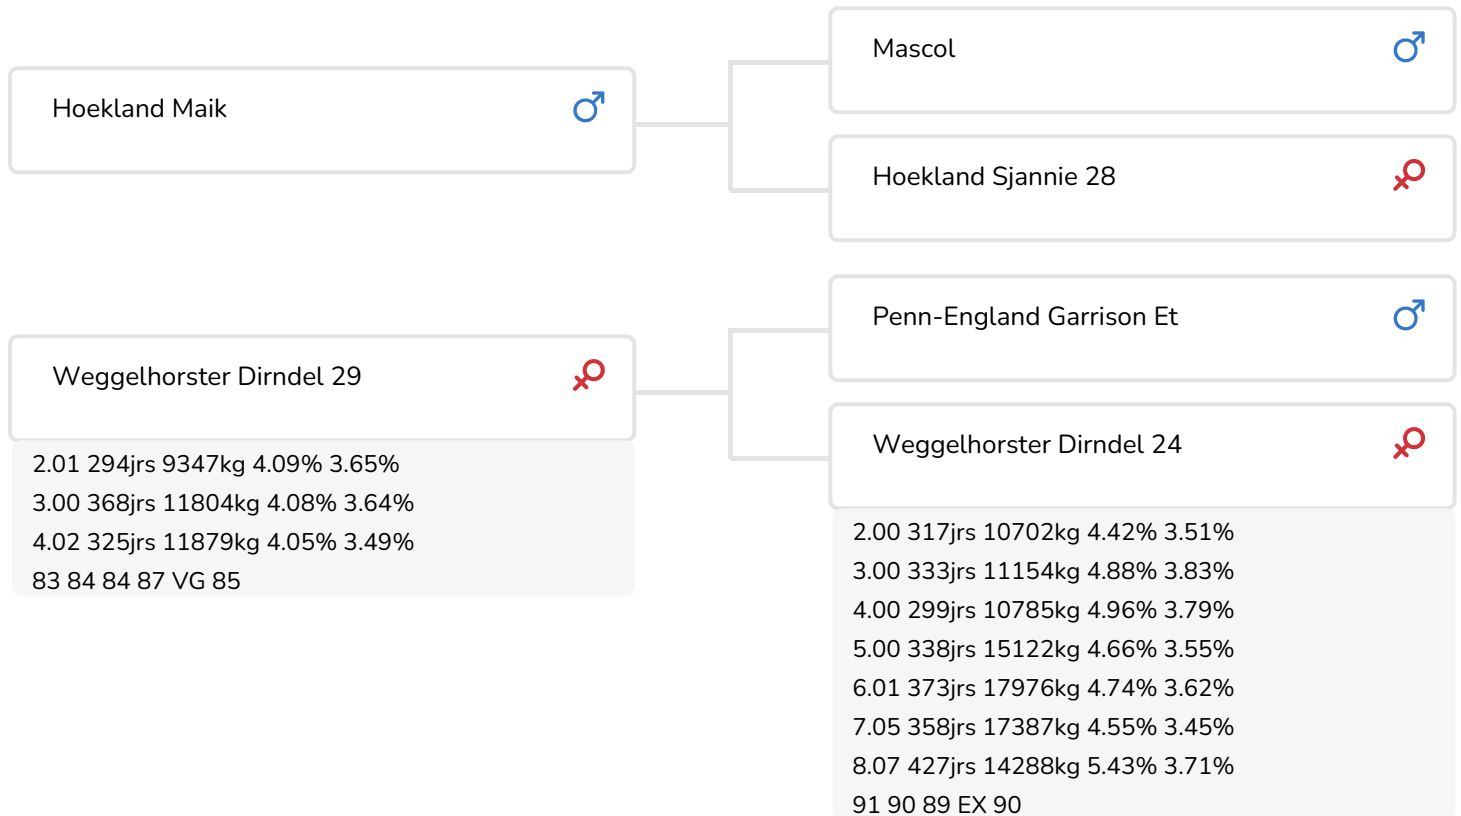 Hoekland Maik
Mascol
Hoekland Sjannie 28
Weggelhorster Dirndel 29
2.01 294jrs 9347kg 4.09% 3.65%
3.00 368jrs 11804kg 4.08% 3.64%
4.02 325jrs 11879kg 4.05% 3.49%
83 84 84 87 VG 85
Penn-England Garrison Et
Weggelhorster Dirndel 24
2.00 317jrs 10702kg 4.42% 3.51%
3.00 333jrs 11154kg 4.88% 3.83%
4.00 299jrs 10785kg 4.96% 3.79%
5.00 338jrs 15122kg 4.66% 3.55%
6.01 373jrs 17976kg 4.74% 3.62%
7.05 358jrs 17387kg 4.55% 3.45%
8.07 427jrs 14288kg 5.43% 3.71%
91 90 89 EX 90